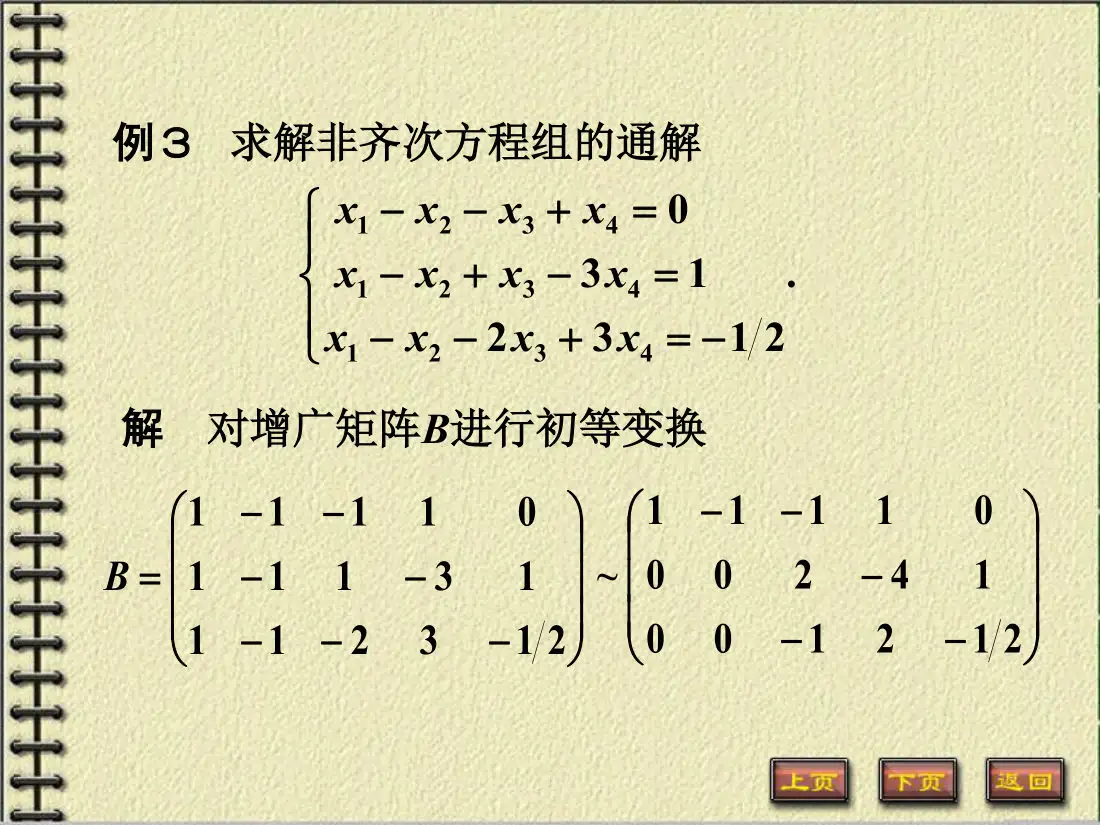 例３ 求解非齐次方程组的通解
x₁ − x₂ − x₃ + x₄ = 0
x₁ − x₂ + x₃ − 3x₄ = 1 .
x₁ − x₂ − 2x₃ + 3x₄ = −1/2
解 对增广矩阵B进行初等变换
1 −1 −1 1 0 1 −1 −1 1 0
B = 1 −1 1 −3 1 ~ 0 0 2 −4 1
1 −1 −2 3 −1/2 0 0 −1 2 −1/2
上页 下页 返回